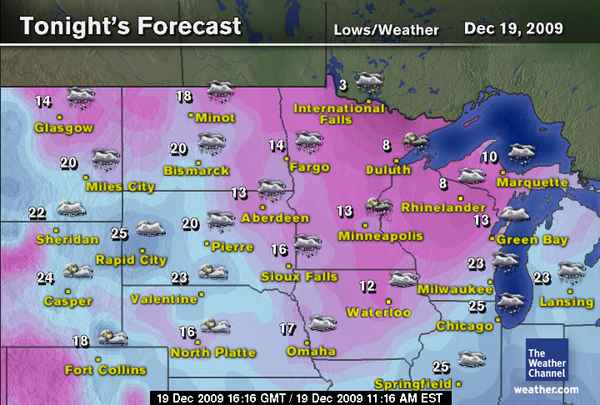 Tonight's Forecast
Lows/Weather
Dec 19, 2009
14
Glasgow
18
Minot
3
International
Falls
20
Miles City
20
Bismarck
14
Fargo
8
Duluth
10
Marquette
22
Sheridan
25
Rapid City
20
Pierre
13
Aberdeen
13
Minneapolis
8
Rhinelander
13
Green Bay
24
Casper
23
Valentine
16
Sioux Falls
12
Waterloo
23
Milwaukee
23
Lansing
18
Fort Collins
16
North Platte
17
Omaha
25
Chicago
25
Springfield
The
Weather
Channel
weather.com
19 Dec 2009 16:16 GMT / 19 Dec 2009 11:16 AM EST